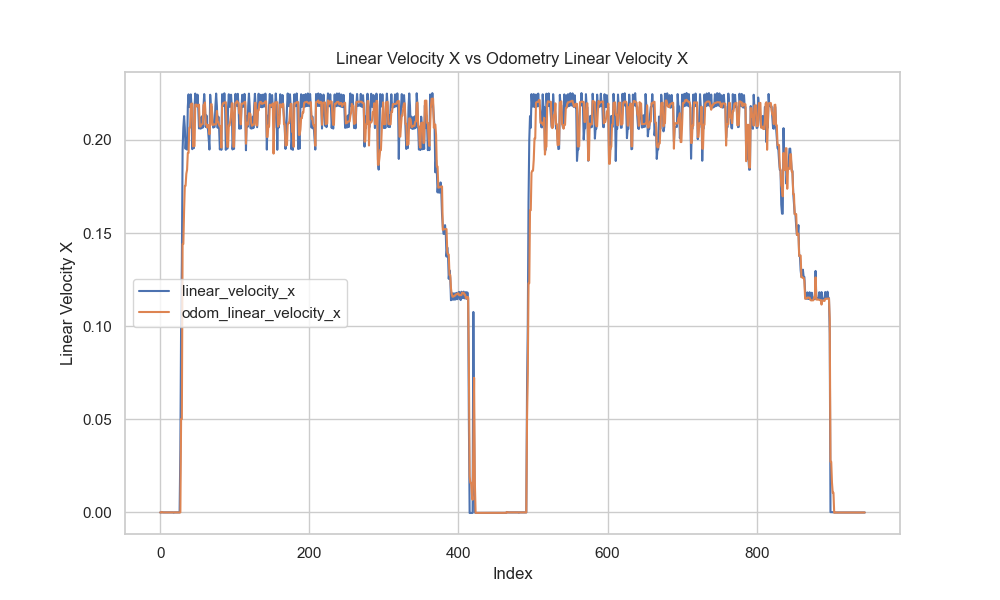 Linear Velocity X vs Odometry Linear Velocity X
Linear Velocity X
0.20
0.15
0.10
0.05
0.00
linear_velocity_x
odom_linear_velocity_x
0
200
400
600
800
Index